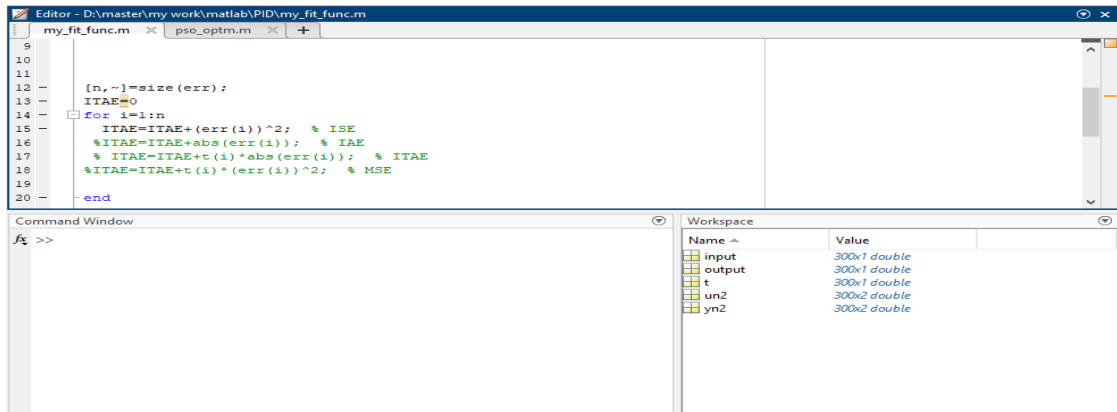 Editor - D:\master\my work\matlab\PID\my_fit_func.m
my_fit_func.m pso_optm.m +
9
10
11
12 – [n,~]=size(err);
13 – ITAE=0
14 – for i=1:n
15 – ITAE=ITAE+(err(i))^2; % ISE
16 %ITAE=ITAE+abs(err(i)); % IAE
17 % ITAE=ITAE+t(i)*abs(err(i)); % ITAE
18 %ITAE=ITAE+t(i)*(err(i))^2; % MSE
19
20 – end
Command Window
fx >>
Workspace
Name Value
input 300x1 double
output 300x1 double
t 300x1 double
un2 300x2 double
yn2 300x2 double